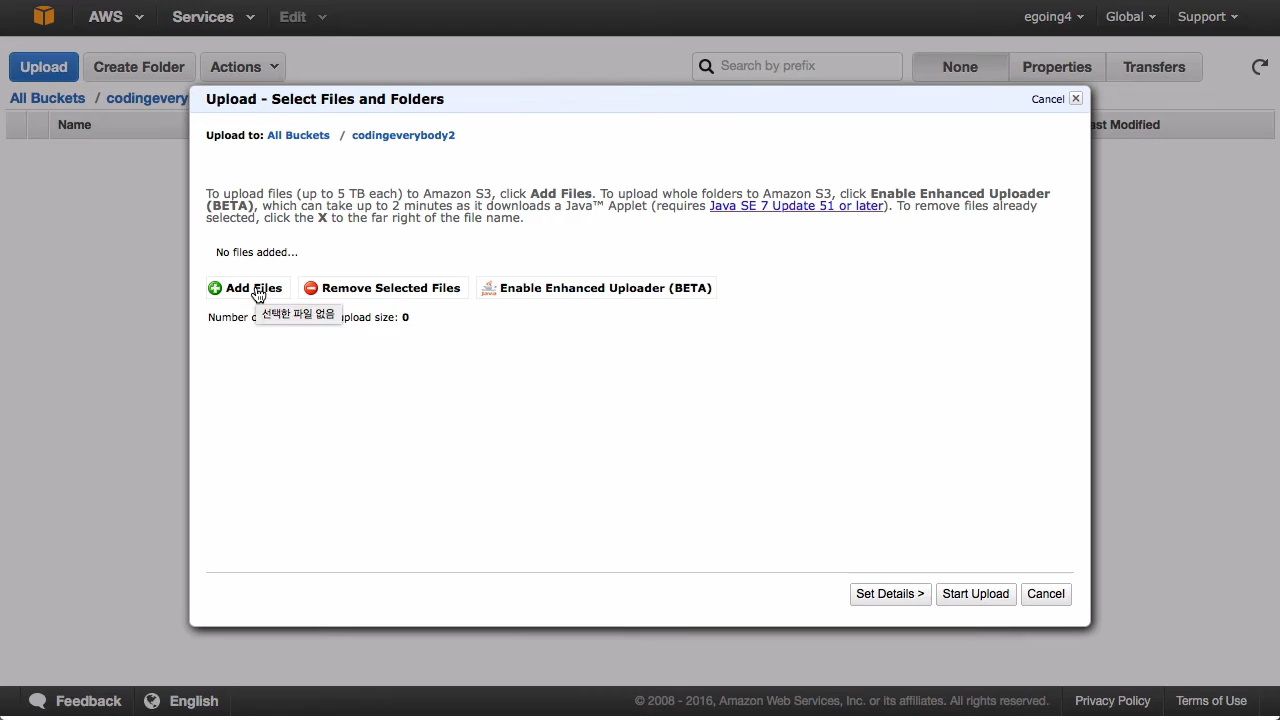 AWS Services Edit egoing4 Global Support
Upload Create Folder Actions Search by prefix None Properties Transfers
All Buckets / codingevery
Name ast Modified
Upload - Select Files and Folders Cancel
Upload to: All Buckets / codingeverybody2
To upload files (up to 5 TB each) to Amazon S3, click Add Files. To upload whole folders to Amazon S3, click Enable Enhanced Uploader
(BETA), which can take up to 2 minutes as it downloads a Java™ Applet (requires Java SE 7 Update 51 or later). To remove files already
selected, click the X to the far right of the file name.
No files added...
Add Files Remove Selected Files Enable Enhanced Uploader (BETA)
선택한 파일 없음
Number upload size: 0
Set Details > Start Upload Cancel
Feedback English © 2008 - 2016, Amazon Web Services, Inc. or its affiliates. All rights reserved. Privacy Policy Terms of Use